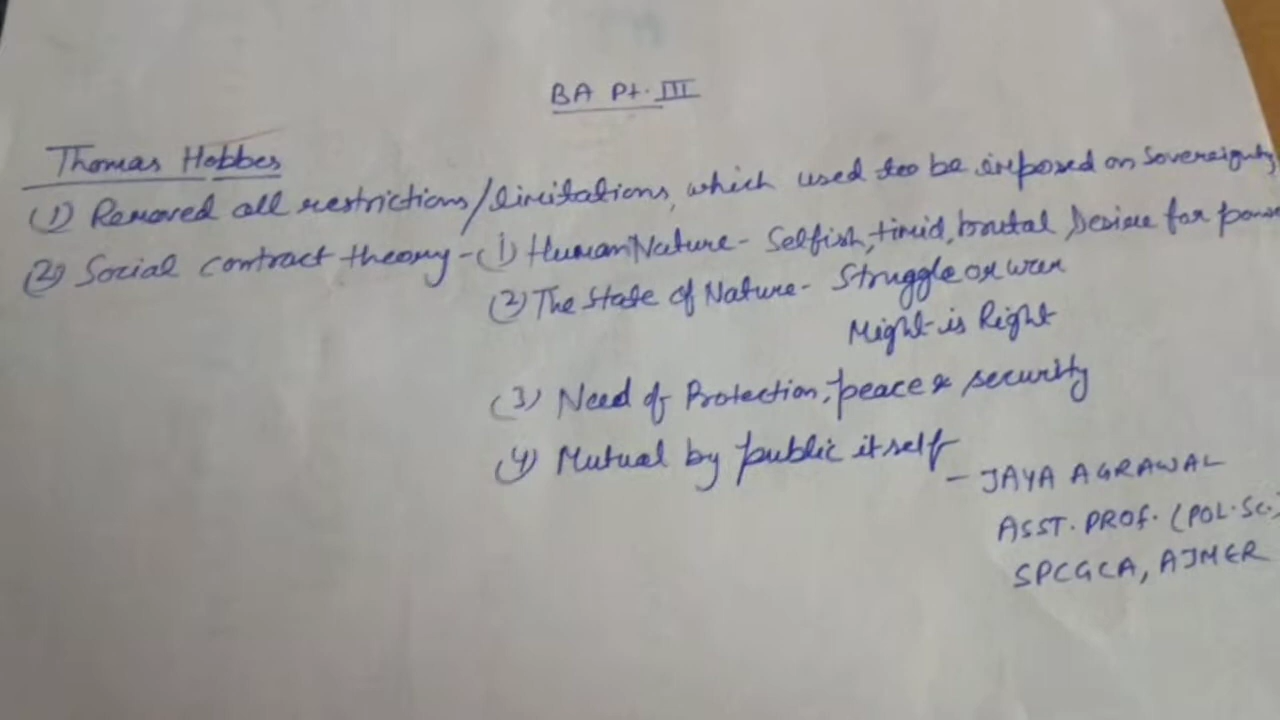 BA Pt. III
Thomas Hobbes
(1) Removed all restrictions/limitations, which used too be imposed on Sovereignty
(2) Social contract theory - (1) Human Nature - Selfish, timid, brutal, Desire for
(2) The State of Nature - Struggle or war
Might is Right
(3) Need of Protection, peace & security
(4) Mutual by public itself
- JAYA AGRAWAL
ASST. PROF. (POL. Sc.)
SPCGCA, AJMER